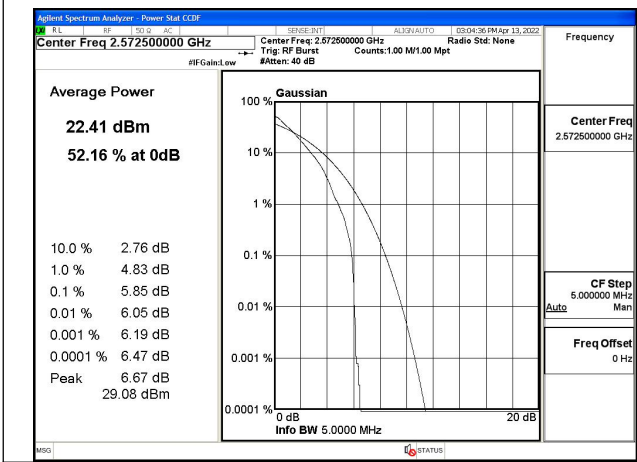 Agilent Spectrum Analyzer - Power Stat CCDF
RL RF 50 Ω AC SENSE:INT ALIGN AUTO 03:04:36 PM Apr 13, 2022
Center Freq 2.572500000 GHz
Center Freq: 2.572500000 GHz Radio Std: None
Trig: RF Burst Counts:1.00 M/1.00 Mpt
#IFGain:Low #Atten: 40 dB
Frequency
Average Power
22.41 dBm
52.16 % at 0dB
10.0 % 2.76 dB
1.0 % 4.83 dB
0.1 % 5.85 dB
0.01 % 6.05 dB
0.001 % 6.19 dB
0.0001 % 6.47 dB
Peak 6.67 dB
29.08 dBm
Gaussian
100 %
10 %
1 %
0.1 %
0.01 %
0.001 %
0.0001 %
0 dB 20 dB
Info BW 5.0000 MHz
Center Freq
2.572500000 GHz
CF Step
5.000000 MHz
Auto Man
Freq Offset
0 Hz
MSG STATUS